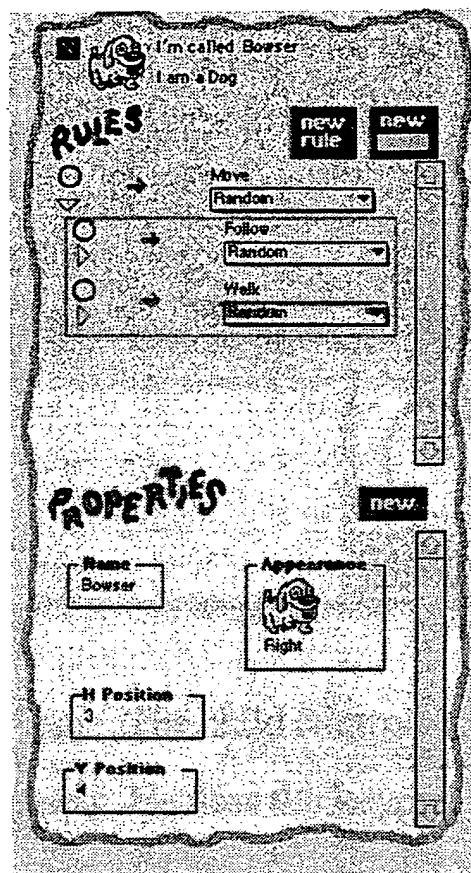 I'm called Bowser
I am a Dog
RULES
new rule
new
Move
Random
Follow
Random
Walk
Random
PROPERTIES
new
Name
Bowser
Appearance
Right
H Position
3
Y Position
4